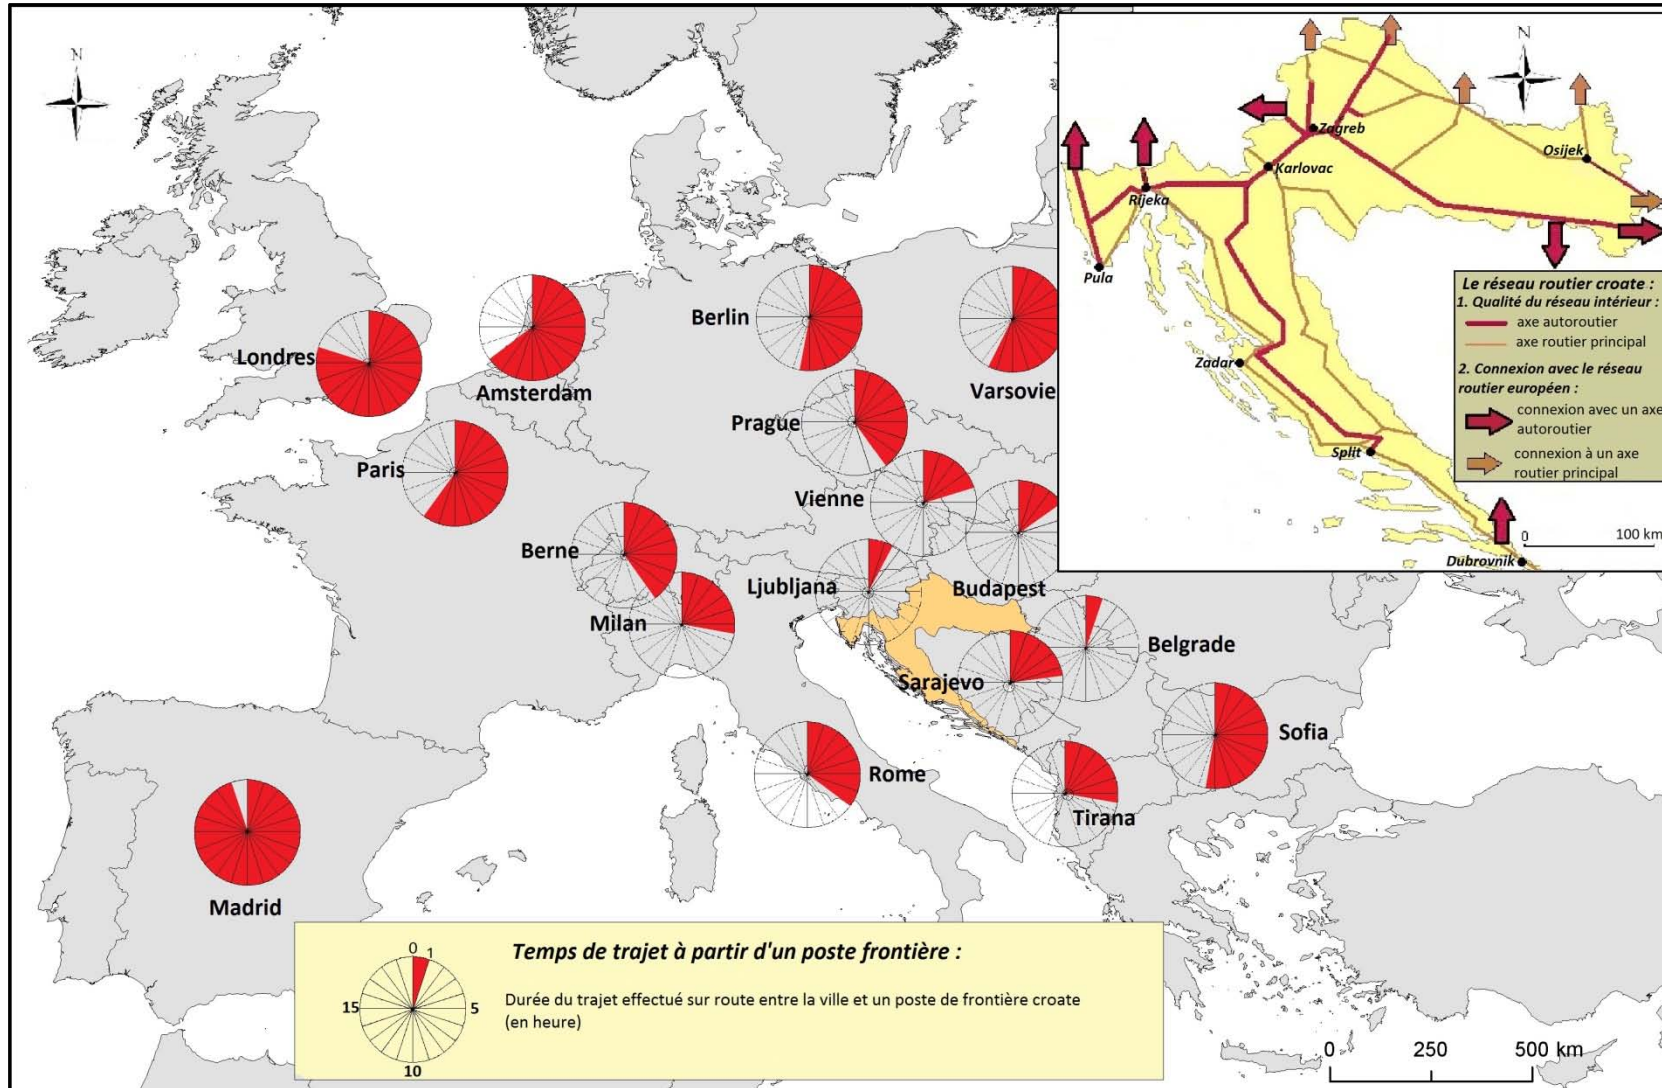 N
Londres
Amsterdam
Berlin
Varsovie
Paris
Prague
Vienne
Berne
Milan
Ljubljana
Budapest
Belgrade
Sarajevo
Sofia
Rome
Tirana
Madrid
N
Zagreb
Karlovac
Osijek
Rijeka
Pula
Zadar
Split
Dubrovnik
Le réseau routier croate :
1. Qualité du réseau intérieur :
axe autoroutier
axe routier principal
2. Connexion avec le réseau
routier européen :
connexion avec un axe
autoroutier
connexion à un axe
routier principal
0 100 km
Temps de trajet à partir d'un poste frontière :
Durée du trajet effectué sur route entre la ville et un poste de frontière croate
(en heure)
0 1
15 5
10
0 250 500 km